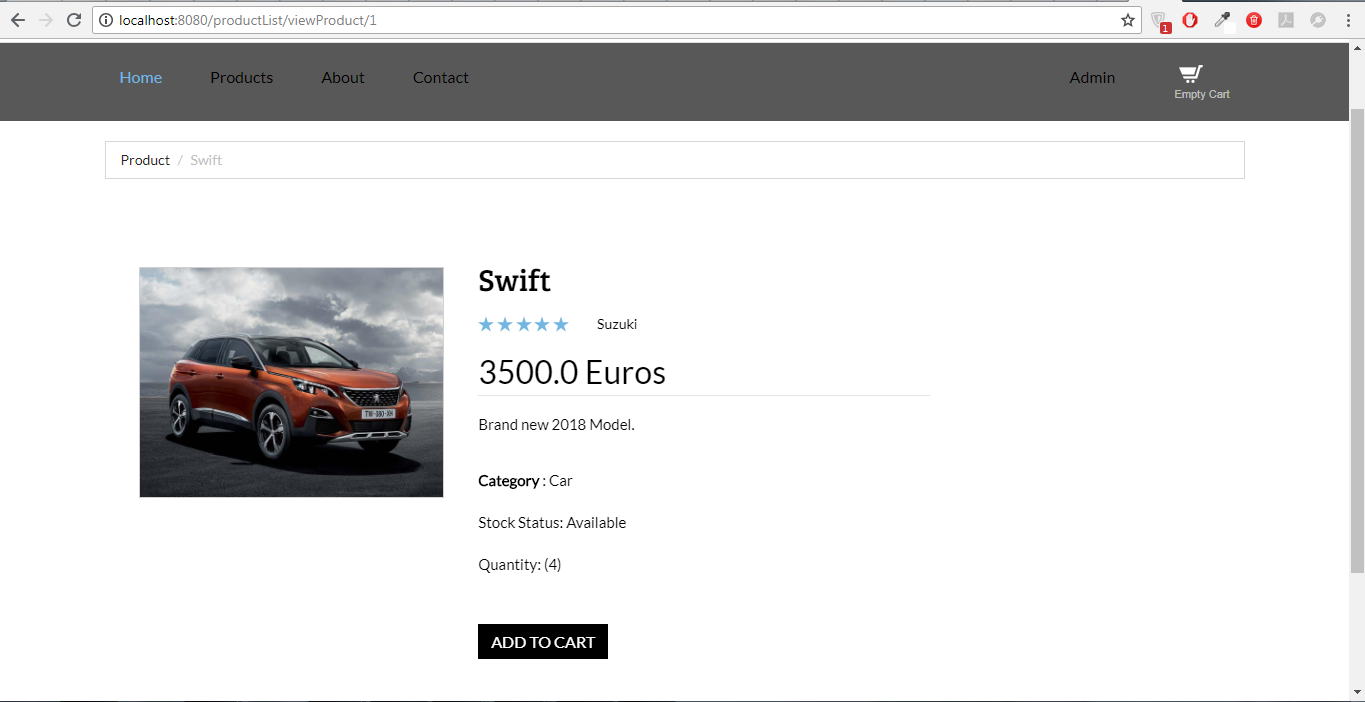 localhost:8080/productList/viewProduct/1
1
Home Products About Contact Admin
Empty Cart
Product / Swift
Swift
Suzuki
3500.0 Euros
Brand new 2018 Model.
Category : Car
Stock Status: Available
Quantity: (4)
ADD TO CART